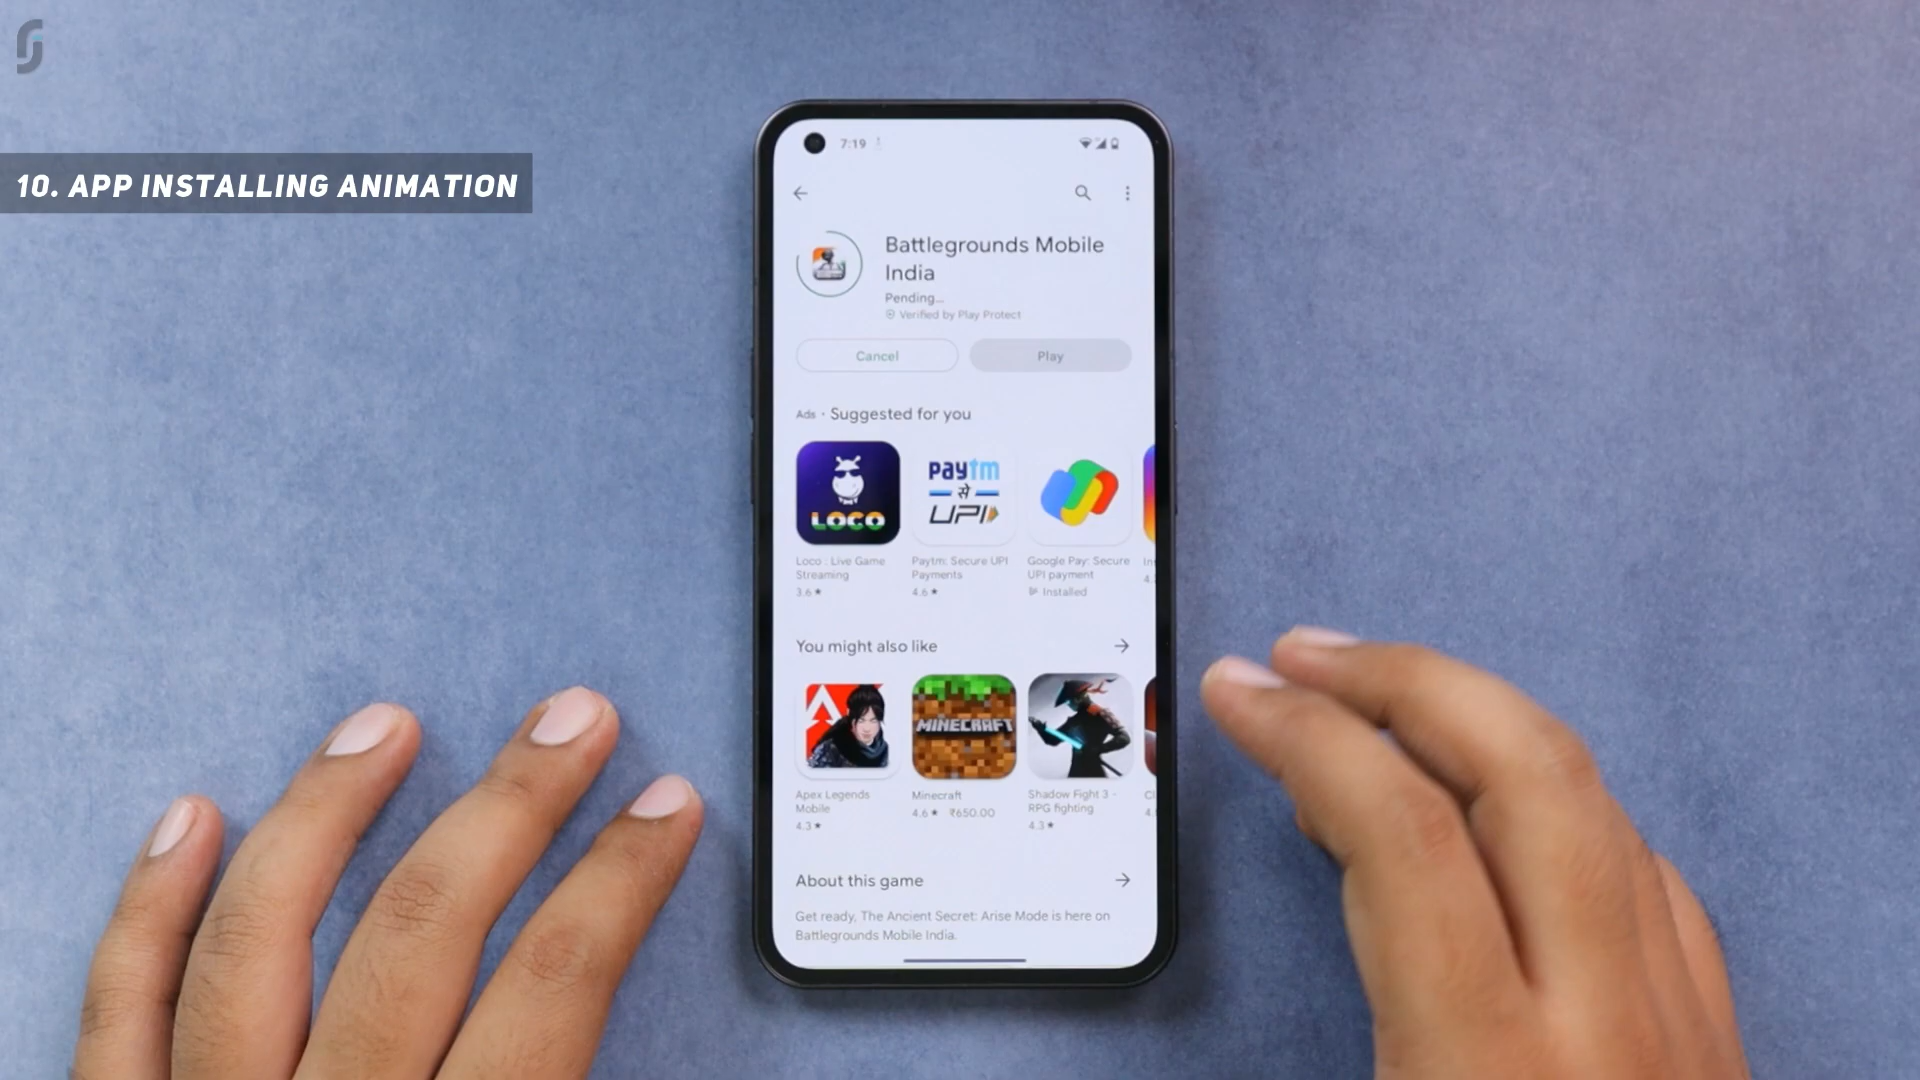 10. APP INSTALLING ANIMATION
7:19
Battlegrounds Mobile
India
Pending...
Verified by Play Protect
Cancel
Play
Ads · Suggested for you
LOCO
paytm
से
UPI
Loco : Live Game
Streaming
3.6★
Paytm: Secure UPI
Payments
4.6★
Google Pay: Secure
UPI payment
Installed
You might also like
MINECRAFT
Apex Legends
Mobile
4.3★
Minecraft
4.6★ ₹650.00
Shadow Fight 3 -
RPG fighting
4.3★
About this game
Get ready, The Ancient Secret: Arise Mode is here on
Battlegrounds Mobile India.